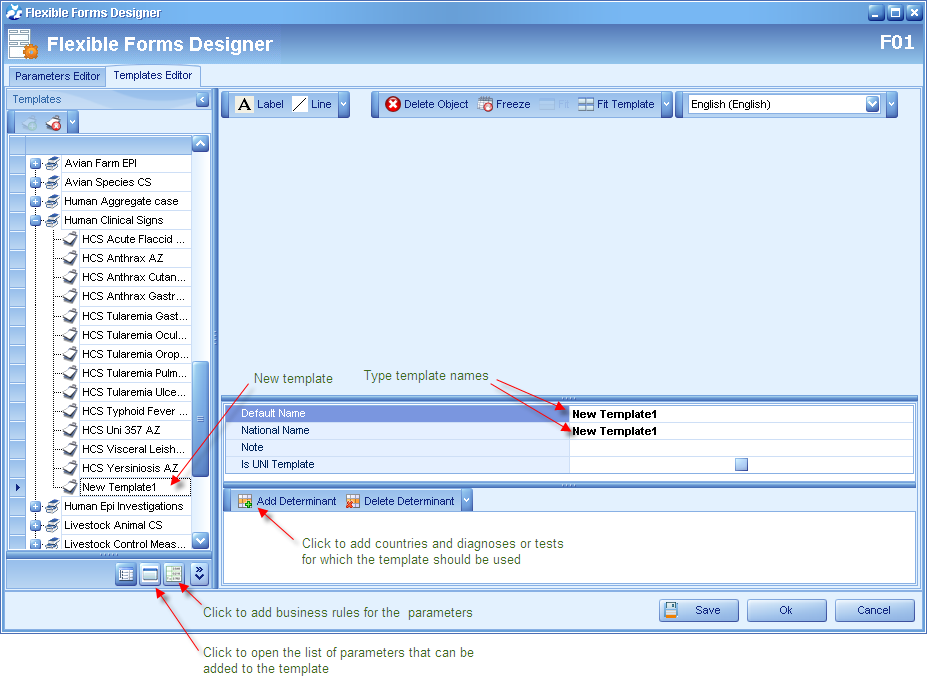 Flexible Forms Designer
Flexible Forms Designer
F01
Parameters Editor
Templates Editor
Templates
Label
Line
Delete Object
Freeze
Fit
Fit Template
English (English)
Avian Farm EPI
Avian Species CS
Human Aggregate case
Human Clinical Signs
HCS Acute Flaccid ...
HCS Anthrax AZ
HCS Anthrax Cutan...
HCS Anthrax Gastr...
HCS Tularemia Gast...
HCS Tularemia Ocul...
HCS Tularemia Orop...
HCS Tularemia Pulm...
HCS Tularemia Ulce...
HCS Typhoid Fever ...
HCS Uni 357 AZ
HCS Visceral Leish...
HCS Yersiniosis AZ
New Template1
Human Epi Investigations
Livestock Animal CS
Livestock Control Meas...
New template
Type template names
Default Name
New Template1
National Name
New Template1
Note
Is UNI Template
Add Determinant
Delete Determinant
Click to add countries and diagnoses or tests
for which the template should be used
Click to add business rules for the parameters
Save
Ok
Cancel
Click to open the list of parameters that can be
added to the template